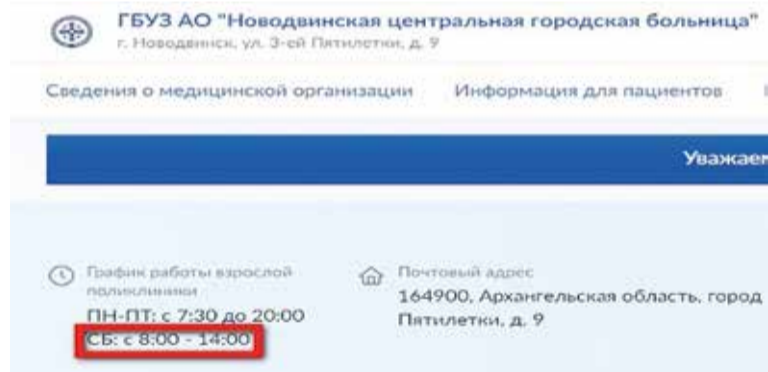 ГБУЗ АО "Новодвинская центральная городская больница"
г. Новодвинск, ул. 3-ей Пятилетки, д. 9
Сведения о медицинской организации Информация для пациентов
Уважаем
График работы взрослой
поликлиники
ПН-ПТ: с 7:30 до 20:00
СБ: с 8:00 - 14:00
Почтовый адрес
164900, Архангельская область, город
Пятилетки, д. 9